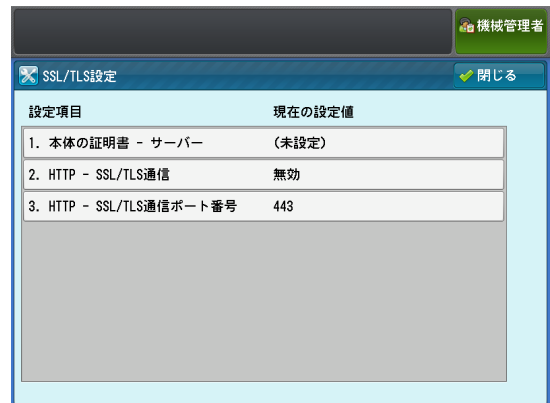 機械管理者
SSL/TLS設定
閉じる
設定項目 現在の設定値
1. 本体の証明書 - サーバー (未設定)
2. HTTP - SSL/TLS通信 無効
3. HTTP - SSL/TLS通信ポート番号 443